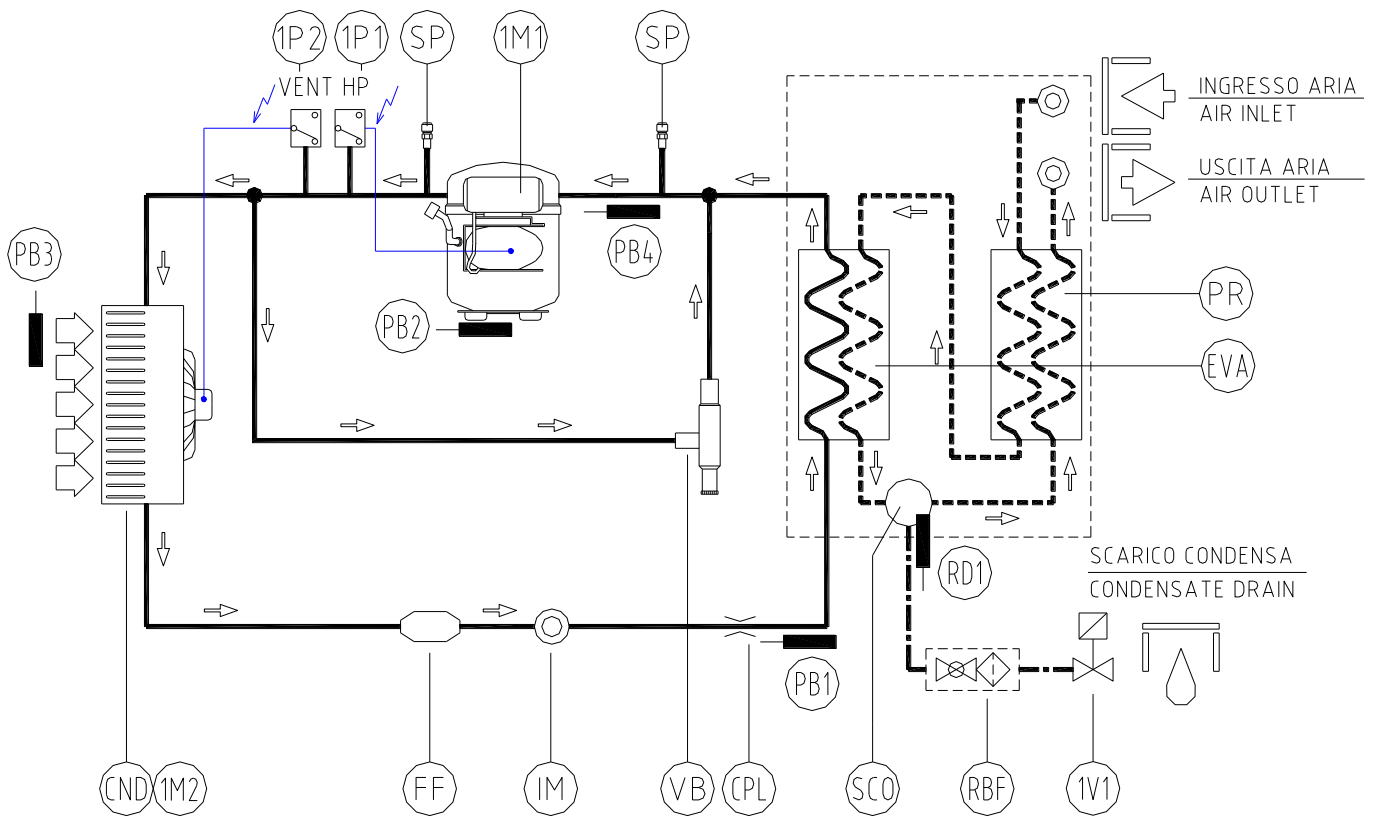 1P2 1P1 SP 1M1 SP
VENT HP
INGRESSO ARIA
AIR INLET
USCITA ARIA
AIR OUTLET
PB3
PB4
PB2
PR
EVA
RD1
SCARICO CONDENSA
CONDENSATE DRAIN
PB1
CND 1M2 FF IM VB CPL SCO RBF 1V1